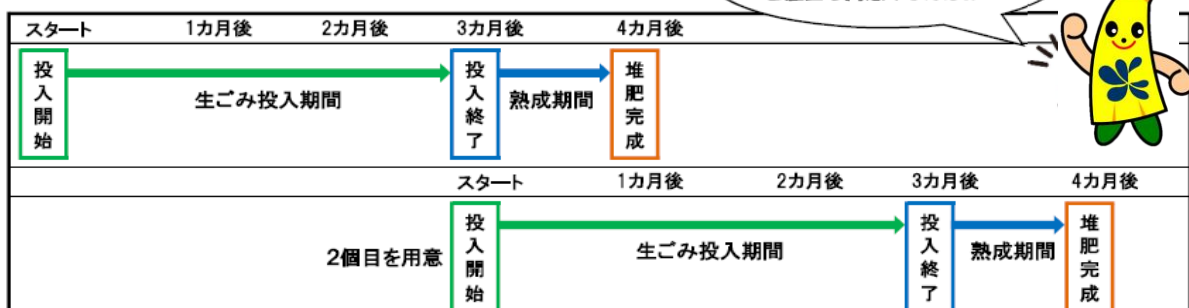 スタート 1カ月後 2カ月後 3カ月後 4カ月後
投入開始
生ごみ投入期間
投入終了
熟成期間
堆肥完成
スタート 1カ月後 2カ月後 3カ月後 4カ月後
2個目を用意
投入開始
生ごみ投入期間
投入終了
熟成期間
堆肥完成